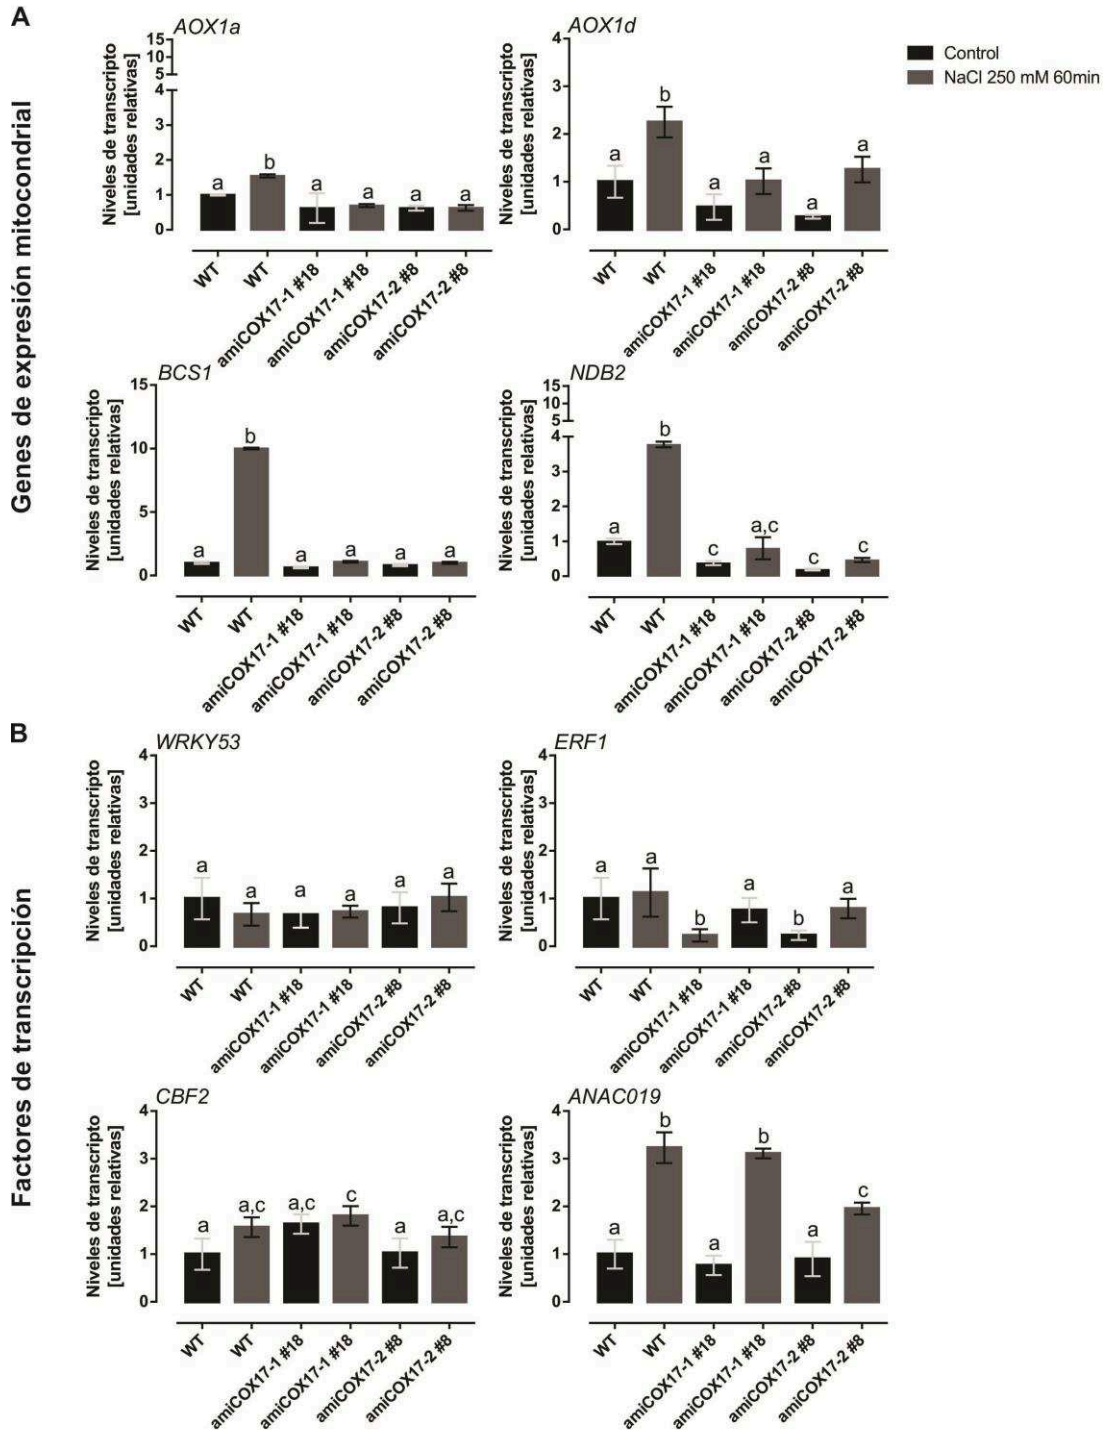 A
Genes de expresión mitocondrial
AOX1a
Niveles de transcripto
[unidades relativas]
15
10
5
2
1
0
a
b
a
a
a
a
WT
WT
amiCOX17-1 #18
amiCOX17-1 #18
amiCOX17-2 #8
amiCOX17-2 #8
AOX1d
Niveles de transcripto
[unidades relativas]
4
3
2
1
0
a
b
a
a
a
a
WT
WT
amiCOX17-1 #18
amiCOX17-1 #18
amiCOX17-2 #8
amiCOX17-2 #8
Control
NaCl 250 mM 60min
BCS1
Niveles de transcripto
[unidades relativas]
15
10
5
0
a
b
a
a
a
a
WT
WT
amiCOX17-1 #18
amiCOX17-1 #18
amiCOX17-2 #8
amiCOX17-2 #8
NDB2
Niveles de transcripto
[unidades relativas]
15
10
5
4
3
2
1
0
a
b
c
a,c
c
c
WT
WT
amiCOX17-1 #18
amiCOX17-1 #18
amiCOX17-2 #8
amiCOX17-2 #8
B
Factores de transcripción
WRKY53
Niveles de transcripto
[unidades relativas]
4
3
2
1
0
a
a
a
a
a
a
WT
WT
amiCOX17-1 #18
amiCOX17-1 #18
amiCOX17-2 #8
amiCOX17-2 #8
ERF1
Niveles de transcripto
[unidades relativas]
4
3
2
1
0
a
a
b
a
b
a
WT
WT
amiCOX17-1 #18
amiCOX17-1 #18
amiCOX17-2 #8
amiCOX17-2 #8
CBF2
Niveles de transcripto
[unidades relativas]
4
3
2
1
0
a
a,c
a,c
c
a
a,c
WT
WT
amiCOX17-1 #18
amiCOX17-1 #18
amiCOX17-2 #8
amiCOX17-2 #8
ANAC019
Niveles de transcripto
[unidades relativas]
4
3
2
1
0
a
b
a
b
a
c
WT
WT
amiCOX17-1 #18
amiCOX17-1 #18
amiCOX17-2 #8
amiCOX17-2 #8